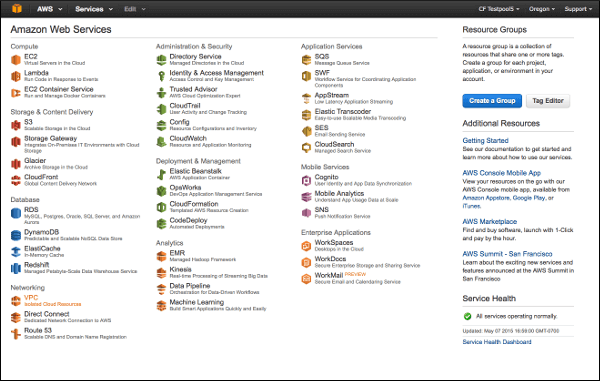 AWS
Services
Edit
CF Testpool5
Oregon
Support
Amazon Web Services
Compute
EC2
Virtual Servers in the Cloud
Lambda
Run Code in Response to Events
EC2 Container Service
Run and Manage Docker Containers
Storage & Content Delivery
S3
Scalable Storage in the Cloud
Storage Gateway
Integrates On-Premises IT Environments with Cloud
Storage
Glacier
Archive Storage in the Cloud
CloudFront
Global Content Delivery Network
Database
RDS
MySQL, Postgres, Oracle, SQL Server, and Amazon
Aurora
DynamoDB
Predictable and Scalable NoSQL Data Store
ElastiCache
In-Memory Cache
Redshift
Managed Petabyte-Scale Data Warehouse Service
Networking
VPC
Isolated Cloud Resources
Direct Connect
Dedicated Network Connection to AWS
Route 53
Scalable DNS and Domain Name Registration
Administration & Security
Directory Service
Managed Directories in the Cloud
Identity & Access Management
Access Control and Key Management
Trusted Advisor
AWS Cloud Optimization Expert
CloudTrail
User Activity and Change Tracking
Config
Resource Configurations and Inventory
CloudWatch
Resource and Application Monitoring
Deployment & Management
Elastic Beanstalk
AWS Application Container
OpsWorks
DevOps Application Management Service
CloudFormation
Templated AWS Resource Creation
CodeDeploy
Automated Deployments
Analytics
EMR
Managed Hadoop Framework
Kinesis
Real-time Processing of Streaming Big Data
Data Pipeline
Orchestration for Data-Driven Workflows
Machine Learning
Build Smart Applications Quickly and Easily
Application Services
SQS
Message Queue Service
SWF
Workflow Service for Coordinating Application
Components
AppStream
Low Latency Application Streaming
Elastic Transcoder
Easy-to-use Scalable Media Transcoding
SES
Email Sending Service
CloudSearch
Managed Search Service
Mobile Services
Cognito
User Identity and App Data Synchronization
Mobile Analytics
Understand App Usage Data at Scale
SNS
Push Notification Service
Enterprise Applications
WorkSpaces
Desktops in the Cloud
WorkDocs
Secure Enterprise Storage and Sharing Service
WorkMail PREVIEW
Secure Email and Calendaring Service
Resource Groups
A resource group is a collection of
resources that share one or more tags.
Create a group for each project,
application, or environment in your
account.
Create a Group
Tag Editor
Additional Resources
Getting Started
See our documentation to get started and
learn more about how to use our services.
AWS Console Mobile App
View your resources on the go with our
AWS Console mobile app, available from
Amazon Appstore, Google Play, or
iTunes.
AWS Marketplace
Find and buy software, launch with 1-Click
and pay by the hour.
AWS Summit - San Francisco
Learn about the exciting new services and
features announced at the AWS Summit
in San Francisco
Service Health
All services operating normally.
Updated: May 07 2015 16:59:00 GMT-0700
Service Health Dashboard